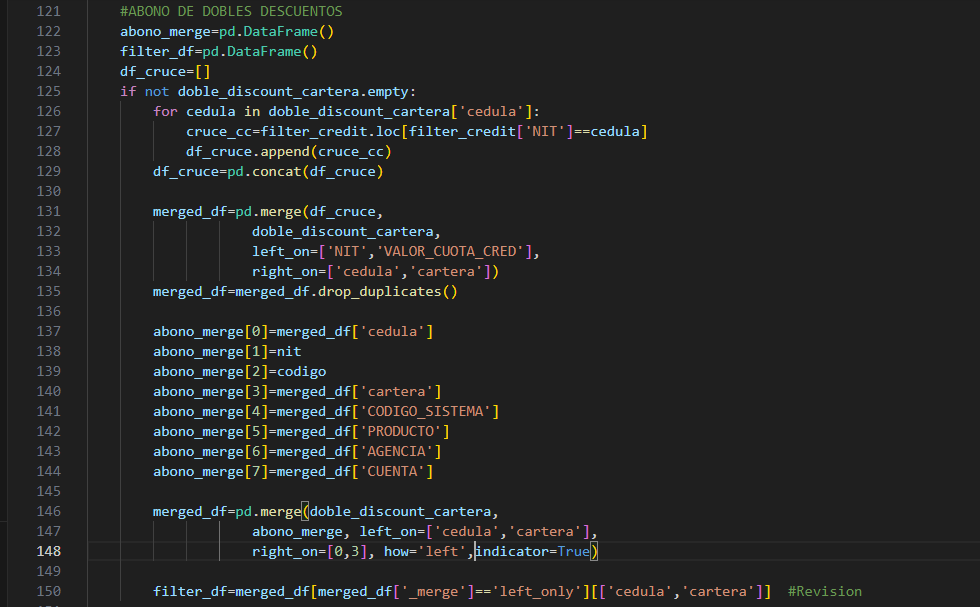 121 #ABONO DE DOBLES DESCUENTOS
122 abono_merge=pd.DataFrame()
123 filter_df=pd.DataFrame()
124 df_cruce=[]
125 if not doble_discount_cartera.empty:
126 for cedula in doble_discount_cartera['cedula']:
127 cruce_cc=filter_credit.loc[filter_credit['NIT']==cedula]
128 df_cruce.append(cruce_cc)
129 df_cruce=pd.concat(df_cruce)
130
131 merged_df=pd.merge(df_cruce,
132 doble_discount_cartera,
133 left_on=['NIT','VALOR_CUOTA_CRED'],
134 right_on=['cedula','cartera'])
135 merged_df=merged_df.drop_duplicates()
136
137 abono_merge[0]=merged_df['cedula']
138 abono_merge[1]=nit
139 abono_merge[2]=codigo
140 abono_merge[3]=merged_df['cartera']
141 abono_merge[4]=merged_df['CODIGO_SISTEMA']
142 abono_merge[5]=merged_df['PRODUCTO']
143 abono_merge[6]=merged_df['AGENCIA']
144 abono_merge[7]=merged_df['CUENTA']
145
146 merged_df=pd.merge(doble_discount_cartera,
147 abono_merge, left_on=['cedula','cartera'],
148 right_on=[0,3], how='left',indicator=True)
149
150 filter_df=merged_df[merged_df['_merge']=='left_only'][['cedula','cartera']] #Revision